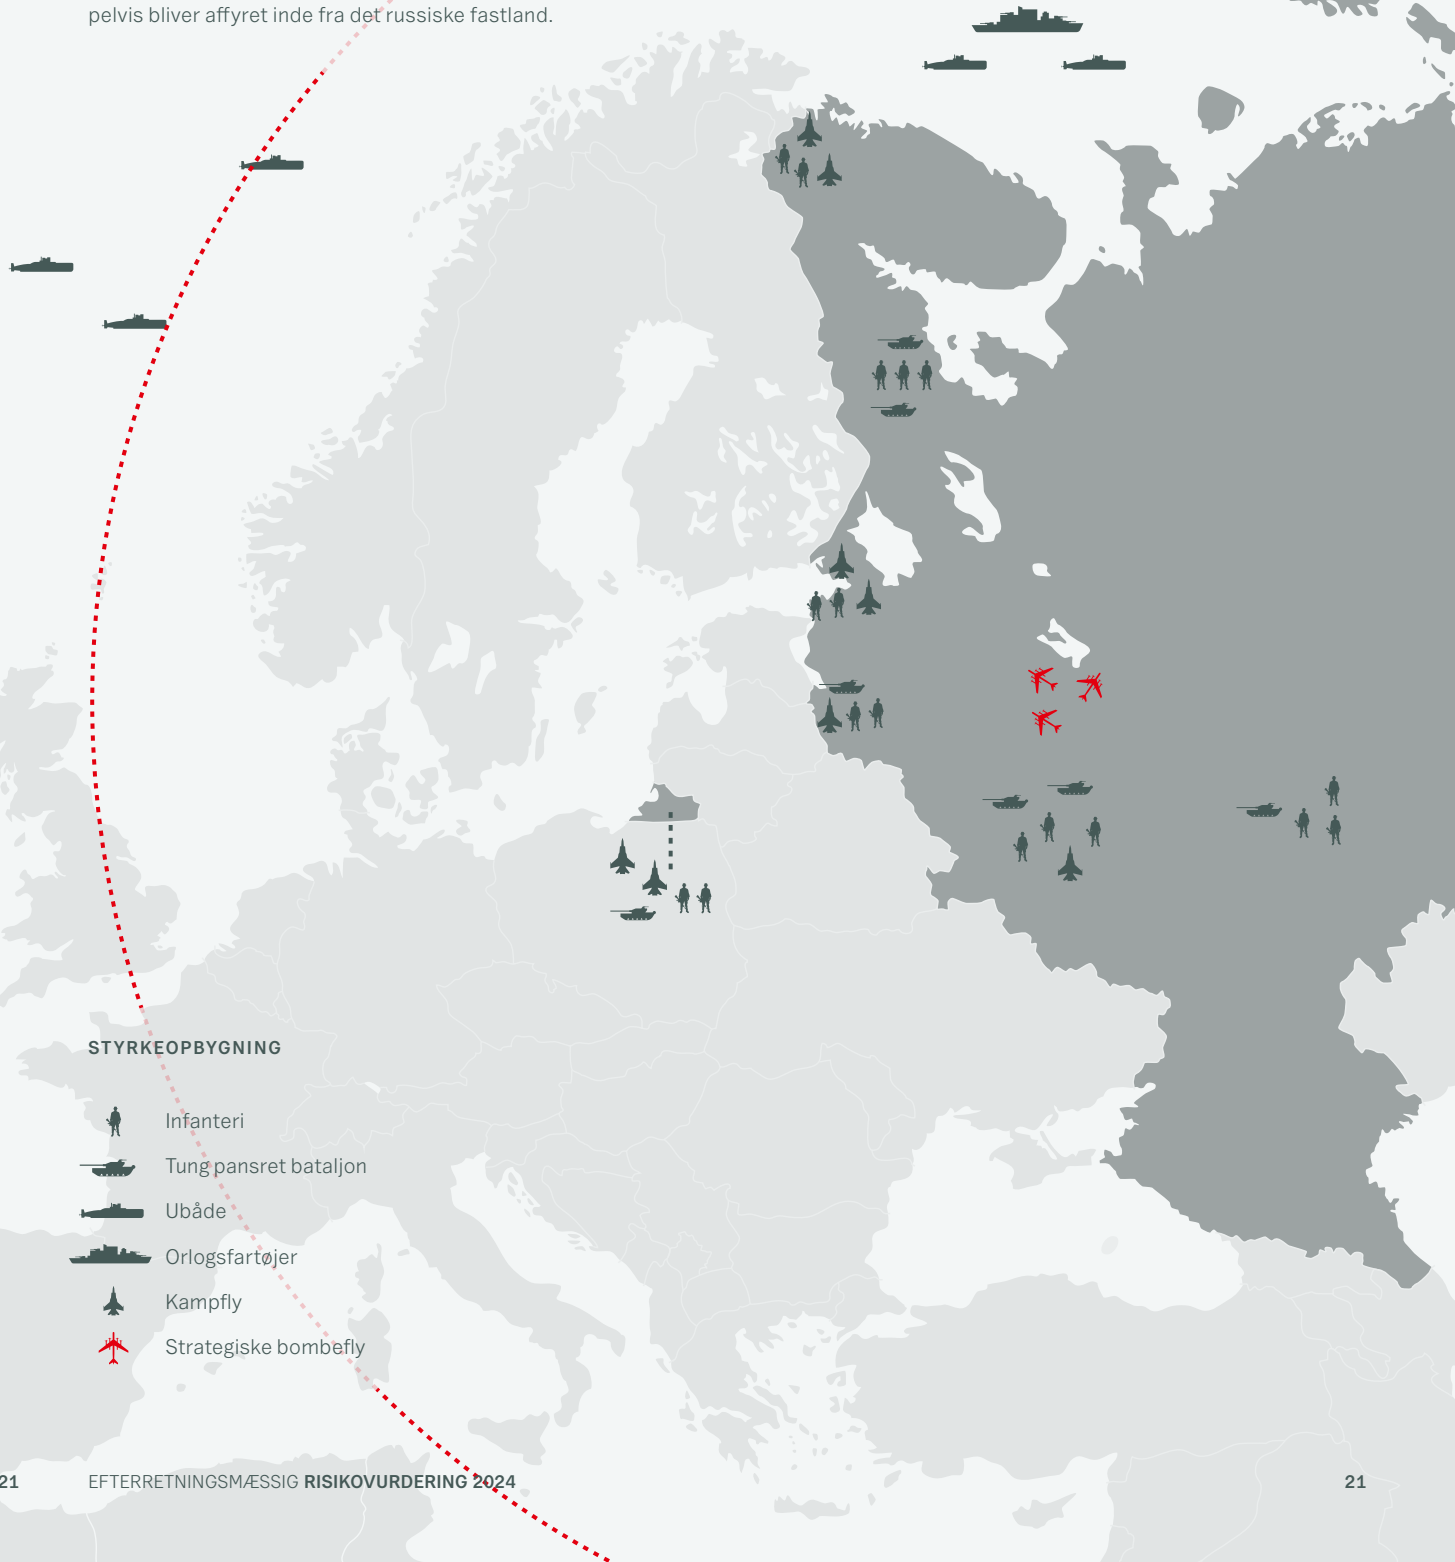 pelvis bliver affyret inde fra det russiske fastland.
STYRKEOPBYGNING
Infanteri
Tung pansret bataljon
Ubåde
Orlogsfartøjer
Kampfly
Strategiske bombefly
21
EFTERRETNINGSMÆSSIG RISIKOVURDERING 2024
21